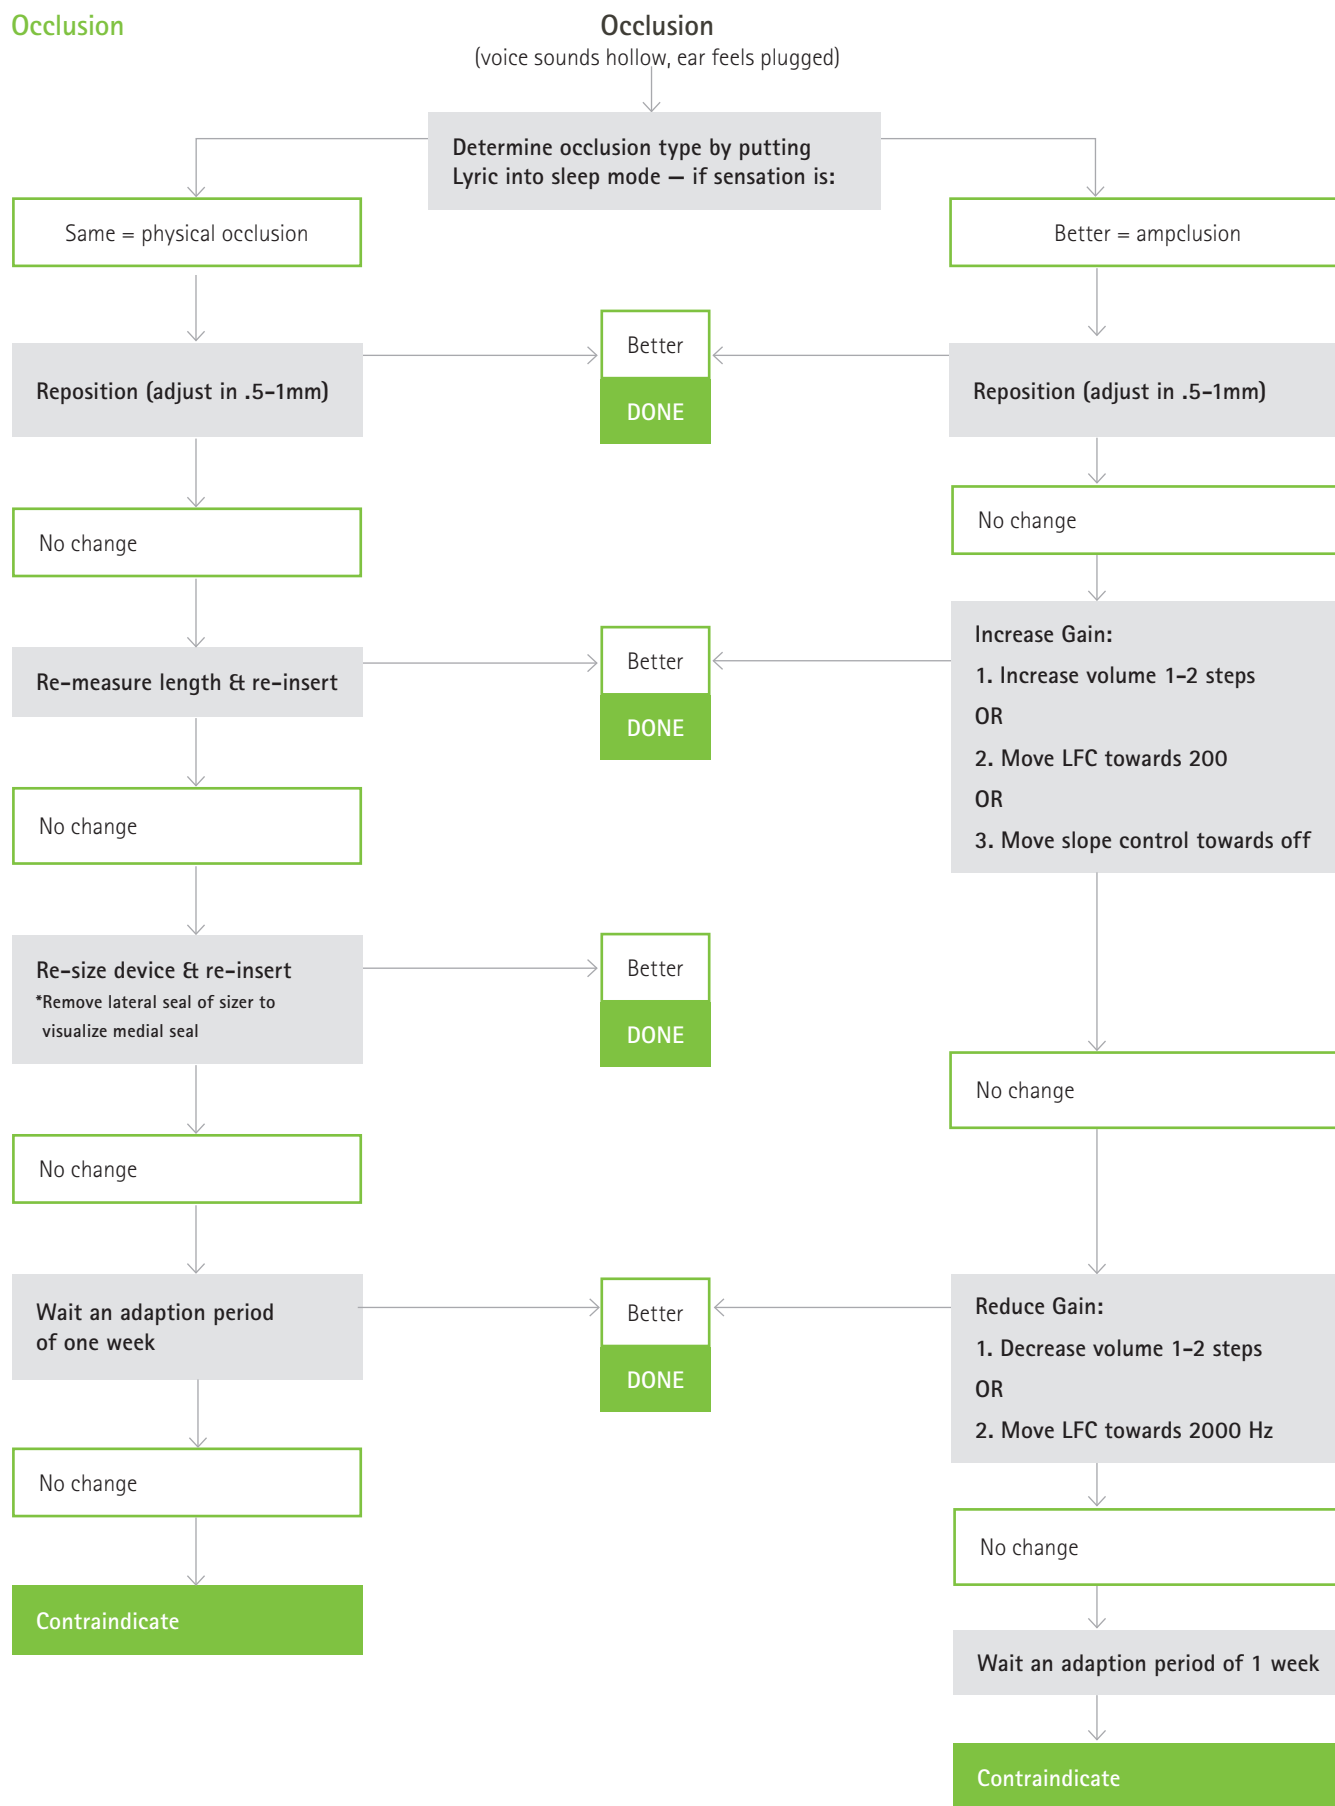 Occlusion
Occlusion
(voice sounds hollow, ear feels plugged)
Determine occlusion type by putting
Lyric into sleep mode — if sensation is:
Same = physical occlusion
Better = ampclusion
Reposition (adjust in .5-1mm)
Better
DONE
Reposition (adjust in .5-1mm)
No change
No change
Re-measure length & re-insert
Better
DONE
Increase Gain:
1. Increase volume 1-2 steps
OR
2. Move LFC towards 200
OR
3. Move slope control towards off
No change
Re-size device & re-insert
*Remove lateral seal of sizer to
visualize medial seal
Better
DONE
No change
No change
Wait an adaption period
of one week
Better
DONE
Reduce Gain:
1. Decrease volume 1-2 steps
OR
2. Move LFC towards 2000 Hz
No change
No change
Contraindicate
Wait an adaption period of 1 week
Contraindicate